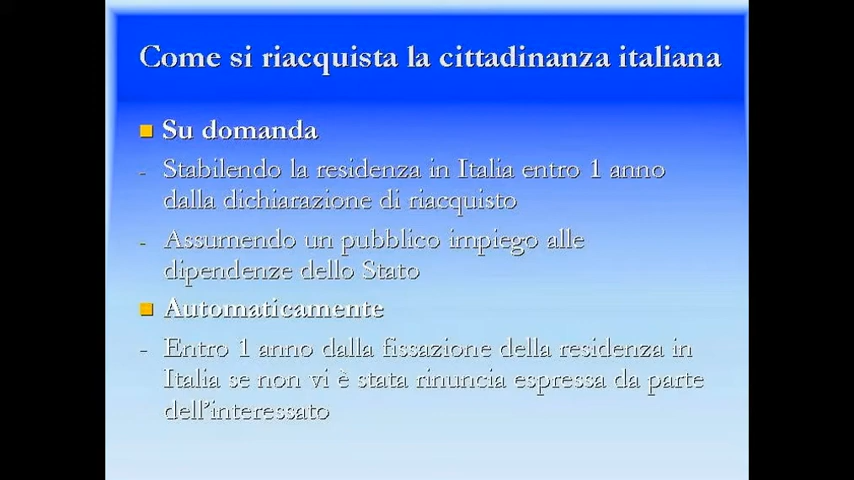 Come si riacquista la cittadinanza italiana
Su domanda
- Stabilendo la residenza in Italia entro 1 anno
dalla dichiarazione di riacquisto
- Assumendo un pubblico impiego alle
dipendenze dello Stato
Automaticamente
- Entro 1 anno dalla fissazione della residenza in
Italia se non vi è stata rinuncia espressa da parte
dell'interessato